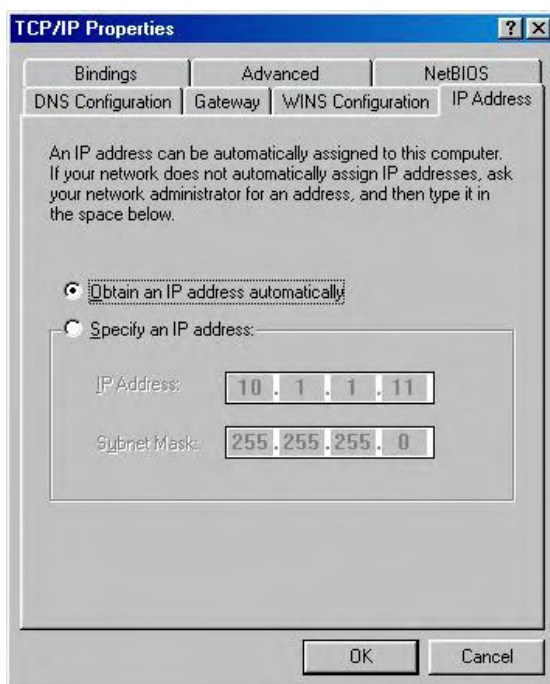 TCP/IP Properties
? X
Bindings Advanced NetBIOS
DNS Configuration Gateway WINS Configuration IP Address
An IP address can be automatically assigned to this computer.
If your network does not automatically assign IP addresses, ask
your network administrator for an address, and then type it in
the space below.
Obtain an IP address automatically
Specify an IP address:
IP Address: 10 . 1 . 1 . 11
Subnet Mask: 255 . 255 . 255 . 0
OK Cancel